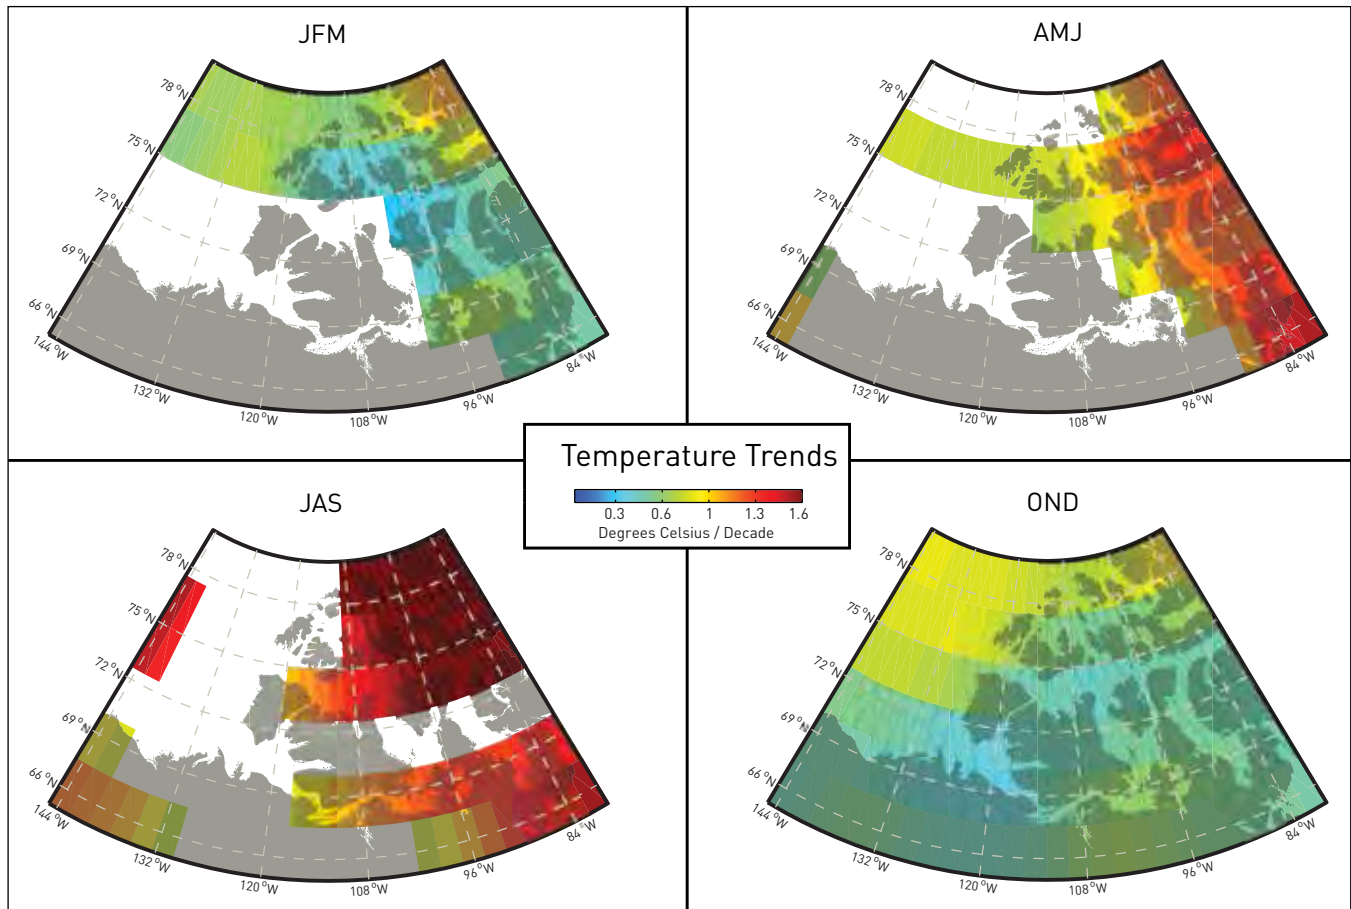 JFM
78 °N
75 °N
72 °N
69 °N
66 °N
144 °W
132 °W
120 °W
108 °W
96 °W
84 °W
AMJ
78 °N
75 °N
72 °N
69 °N
66 °N
144 °W
132 °W
120 °W
108 °W
96 °W
84 °W
Temperature Trends
0.3 0.6 1 1.3 1.6
Degrees Celsius / Decade
JAS
78 °N
75 °N
72 °N
69 °N
66 °N
144 °W
132 °W
120 °W
108 °W
96 °W
84 °W
OND
78 °N
75 °N
72 °N
69 °N
66 °N
144 °W
132 °W
120 °W
108 °W
96 °W
84 °W